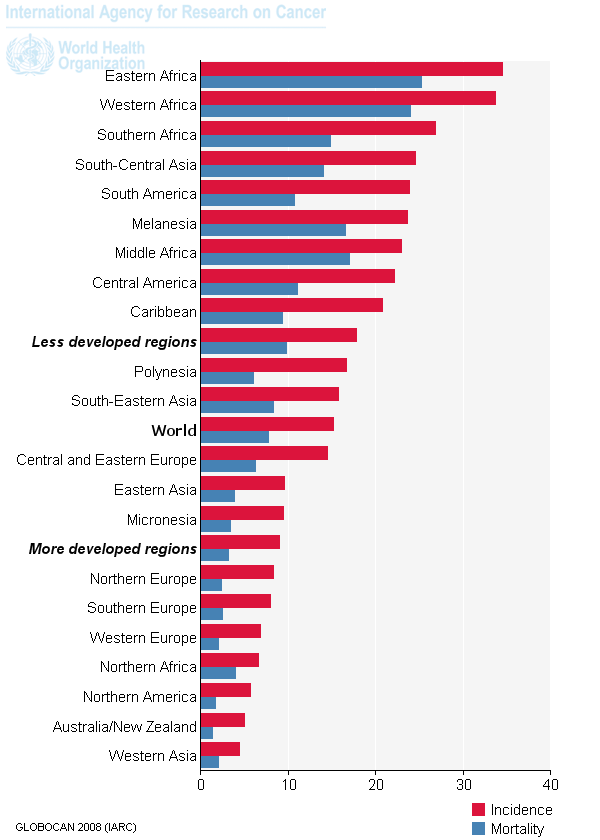 International Agency for Research on Cancer
World Health
Organization
Eastern Africa
Western Africa
Southern Africa
South-Central Asia
South America
Melanesia
Middle Africa
Central America
Caribbean
Less developed regions
Polynesia
South-Eastern Asia
World
Central and Eastern Europe
Eastern Asia
Micronesia
More developed regions
Northern Europe
Southern Europe
Western Europe
Northern Africa
Northern America
Australia/New Zealand
Western Asia
0 10 20 30 40
Incidence
Mortality
GLOBOCAN 2008 (IARC)